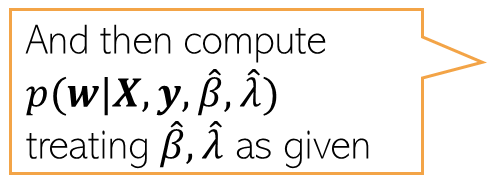 And then compute
p(w|X, y, β̂, λ̂)
treating β̂, λ̂ as given